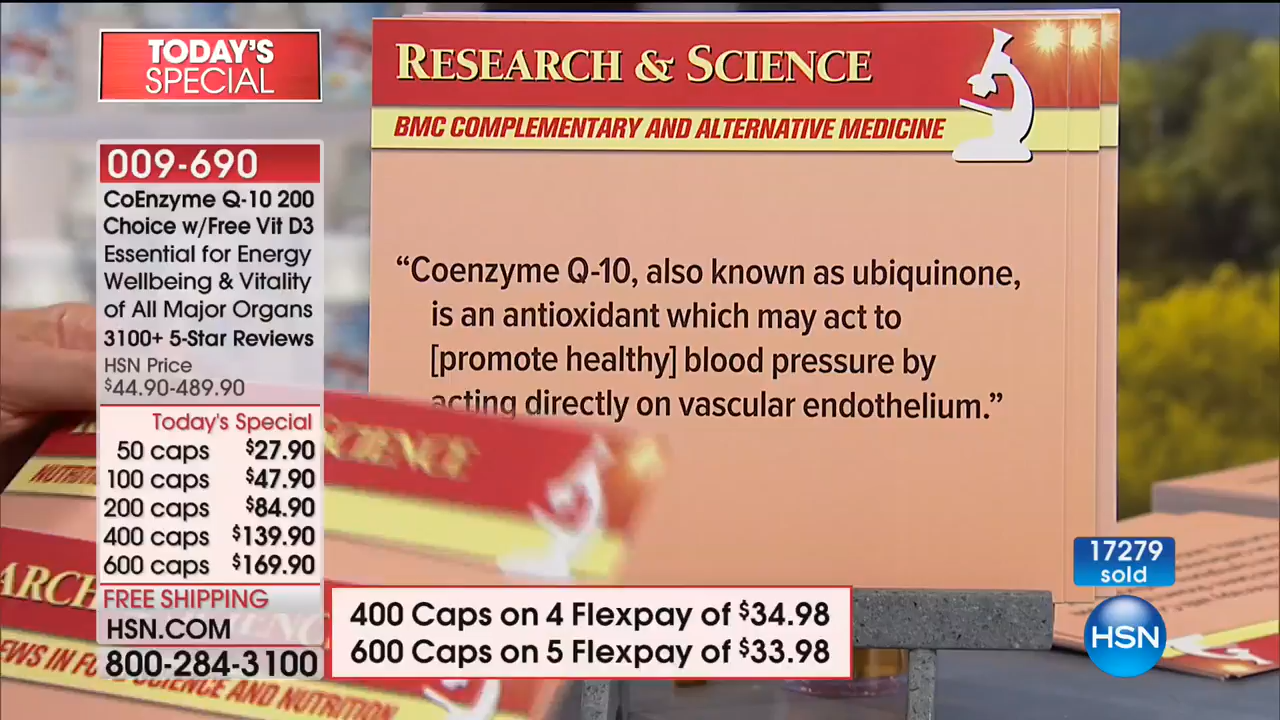 TODAY'S
SPECIAL
009-690
CoEnzyme Q-10 200
Choice w/Free Vit D3
Essential for Energy
Wellbeing & Vitality
of All Major Organs
3100+ 5-Star Reviews
HSN Price
$44.90-489.90
Today's Special
50 caps $27.90
100 caps $47.90
200 caps $84.90
400 caps $139.90
600 caps $169.90
FREE SHIPPING
HSN.COM
800-284-3100
RESEARCH & SCIENCE
BMC COMPLEMENTARY AND ALTERNATIVE MEDICINE
“Coenzyme Q-10, also known as ubiquinone,
is an antioxidant which may act to
[promote healthy] blood pressure by
acting directly on vascular endothelium.”
SCIENCE
SCIENCE AND NUTRITION
400 Caps on 4 Flexpay of $34.98
600 Caps on 5 Flexpay of $33.98
17279
sold
HSN